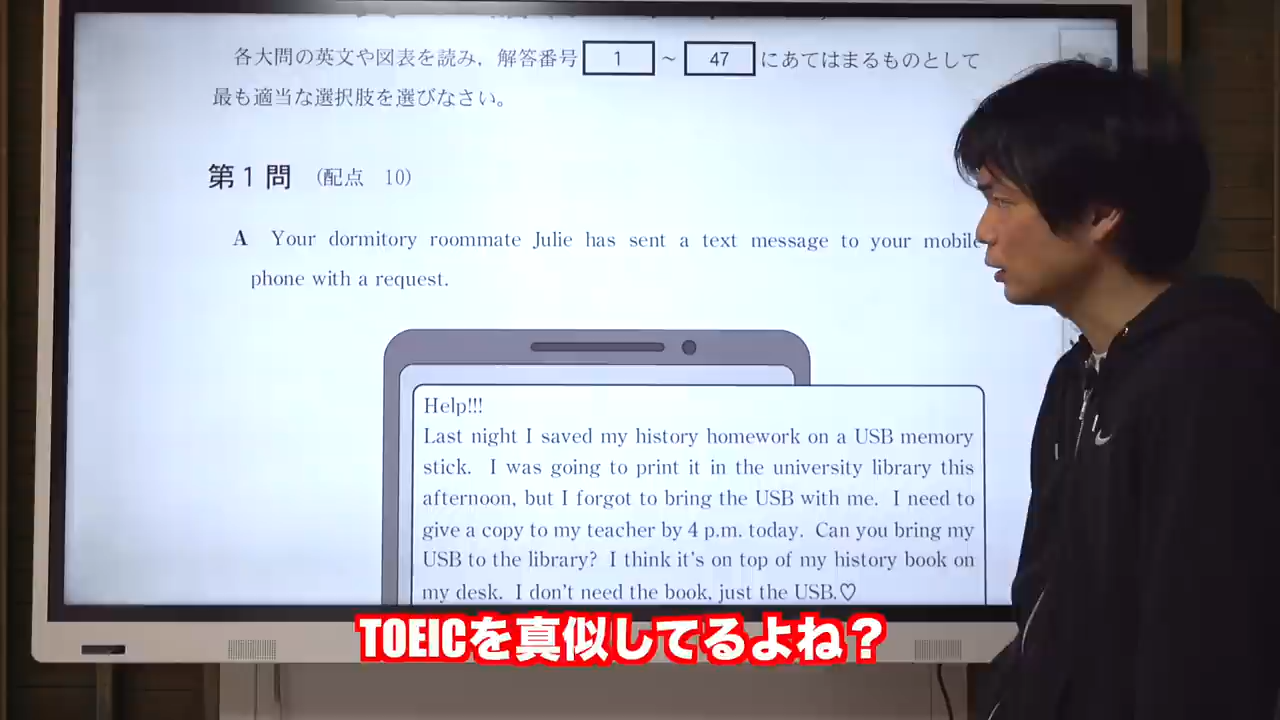 各大問の英文や図表を読み，解答番号 1 ～ 47 にあてはまるものとして
最も適当な選択肢を選びなさい。
第1問 （配点 10）
A Your dormitory roommate Julie has sent a text message to your mobile
phone with a request.
Help!!!
Last night I saved my history homework on a USB memory
stick. I was going to print it in the university library this
afternoon, but I forgot to bring the USB with me. I need to
give a copy to my teacher by 4 p.m. today. Can you bring my
USB to the library? I think it's on top of my history book on
my desk. I don't need the book, just the USB.♡
TOEICを真似してるよね？